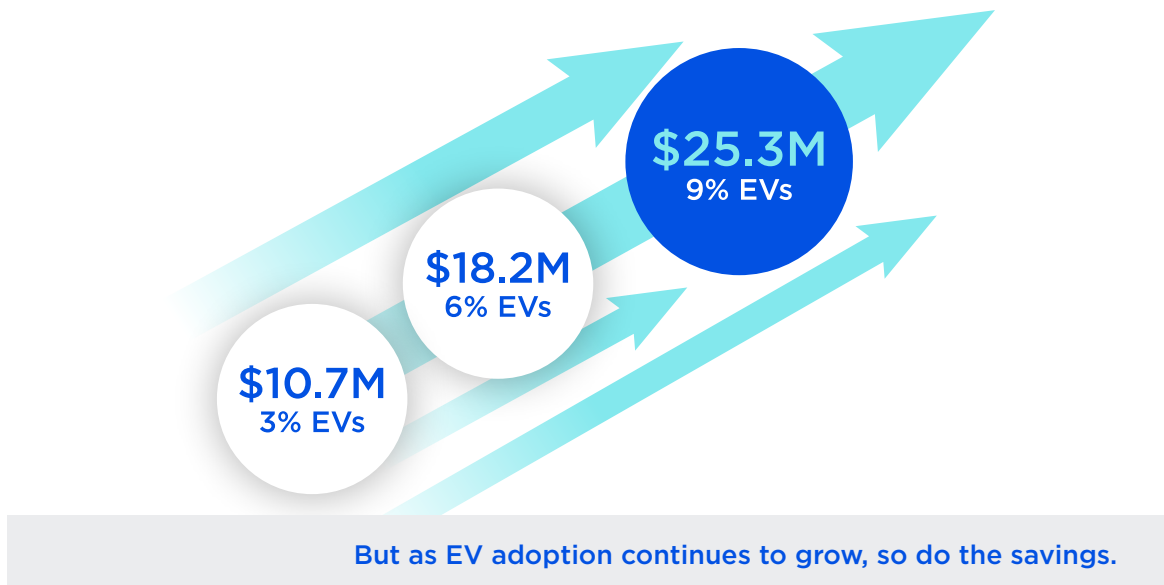 $25.3M
9% EVs
$18.2M
6% EVs
$10.7M
3% EVs
But as EV adoption continues to grow, so do the savings.